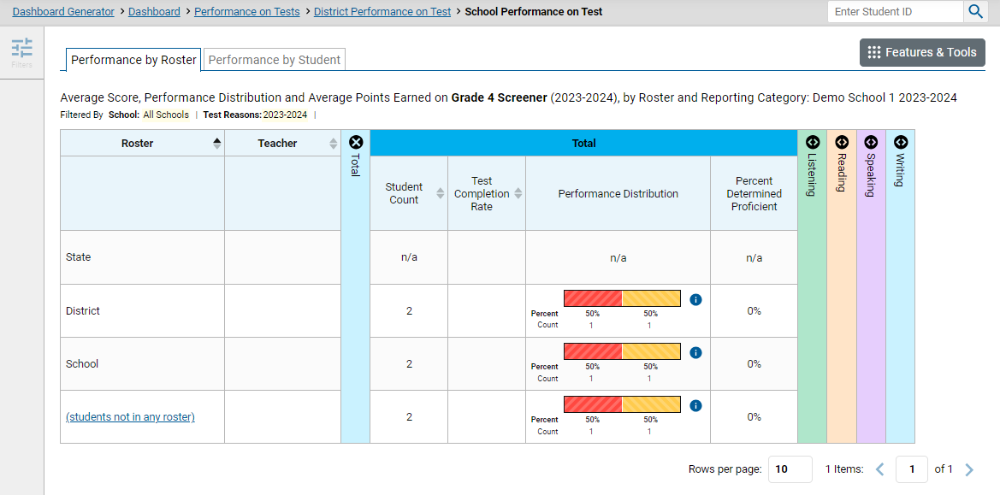 Dashboard Generator > Dashboard > Performance on Tests > District Performance on Test > School Performance on Test
Enter Student ID
Filters
Performance by Roster
Performance by Student
Features & Tools
Average Score, Performance Distribution and Average Points Earned on Grade 4 Screener (2023-2024), by Roster and Reporting Category: Demo School 1 2023-2024
Filtered By School: All Schools | Test Reasons: 2023-2024 |
Roster
Teacher
Total
Total
Listening
Reading
Speaking
Writing
Student Count
Test Completion Rate
Performance Distribution
Percent Determined Proficient
State
n/a
n/a
n/a
District
2
Percent 50% 50%
Count 1 1
0%
School
2
Percent 50% 50%
Count 1 1
0%
(students not in any roster)
2
Percent 50% 50%
Count 1 1
0%
Rows per page: 10 1 Items: 1 of 1